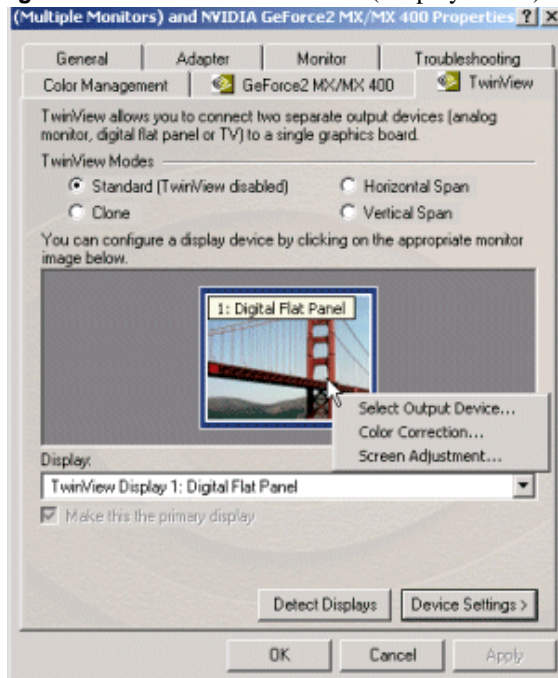 (Multiple Monitors) and NVIDIA GeForce2 MX/MX 400 Properties ? X
General Adapter Monitor Troubleshooting
Color Management GeForce2 MX/MX 400 TwinView
TwinView allows you to connect two separate output devices (analog
monitor, digital flat panel or TV) to a single graphics board.
TwinView Modes
Standard (TwinView disabled) Horizontal Span
Clone Vertical Span
You can configure a display device by clicking on the appropriate monitor
image below.
1: Digital Flat Panel
Select Output Device...
Color Correction...
Screen Adjustment...
Display:
TwinView Display 1: Digital Flat Panel
Make this the primary display
Detect Displays Device Settings >
OK Cancel Apply